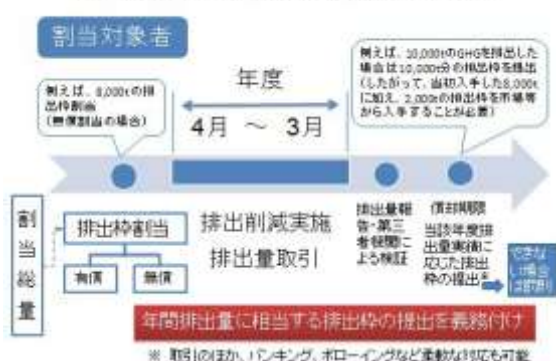 割当対象者
例えば、8,000tの排
出枠割当
(無償割当の場合)
年度
4月 ～ 3月
例えば、10,000tのGHGを排出した
場合は10,000t分の排出枠を提出
(したがって、当初入手した8,000t
に加え、2,000tの排出枠を市場等
から入手することが必要)
割当総量
排出枠割当
有償
無償
排出削減実施
排出量取引
排出量報
告・第三
者機関に
よる検証
償却期限
当該年度排
出量実績に
応じた排出
枠の提出※
できな
い場合
は罰則
年間排出量に相当する排出枠の提出を義務付け
※ 取引のほか、バンキング、ボローイングなど柔軟な対応も可能